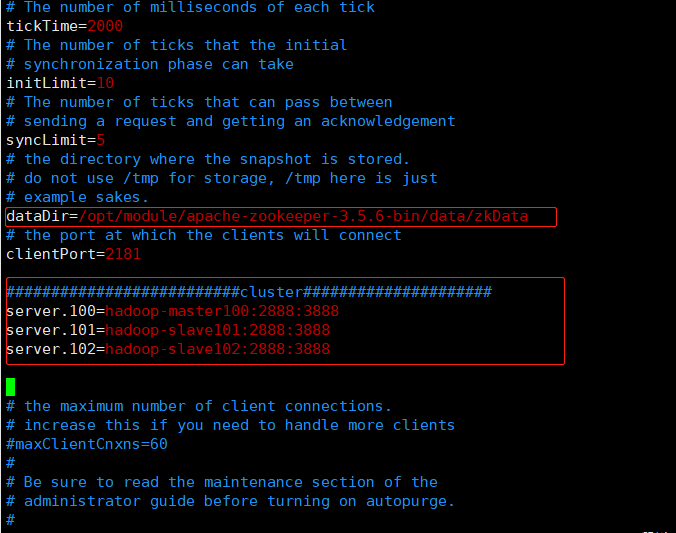 # The number of milliseconds of each tick
tickTime=2000
# The number of ticks that the initial
# synchronization phase can take
initLimit=10
# The number of ticks that can pass between
# sending a request and getting an acknowledgement
syncLimit=5
# the directory where the snapshot is stored.
# do not use /tmp for storage, /tmp here is just
# example sakes.
dataDir=/opt/module/apache-zookeeper-3.5.6-bin/data/zkData
# the port at which the clients will connect
clientPort=2181
##########################cluster#####################
server.100=hadoop-master100:2888:3888
server.101=hadoop-slave101:2888:3888
server.102=hadoop-slave102:2888:3888
# the maximum number of client connections.
# increase this if you need to handle more clients
#maxClientCnxns=60
#
# Be sure to read the maintenance section of the
# administrator guide before turning on autopurge.
#